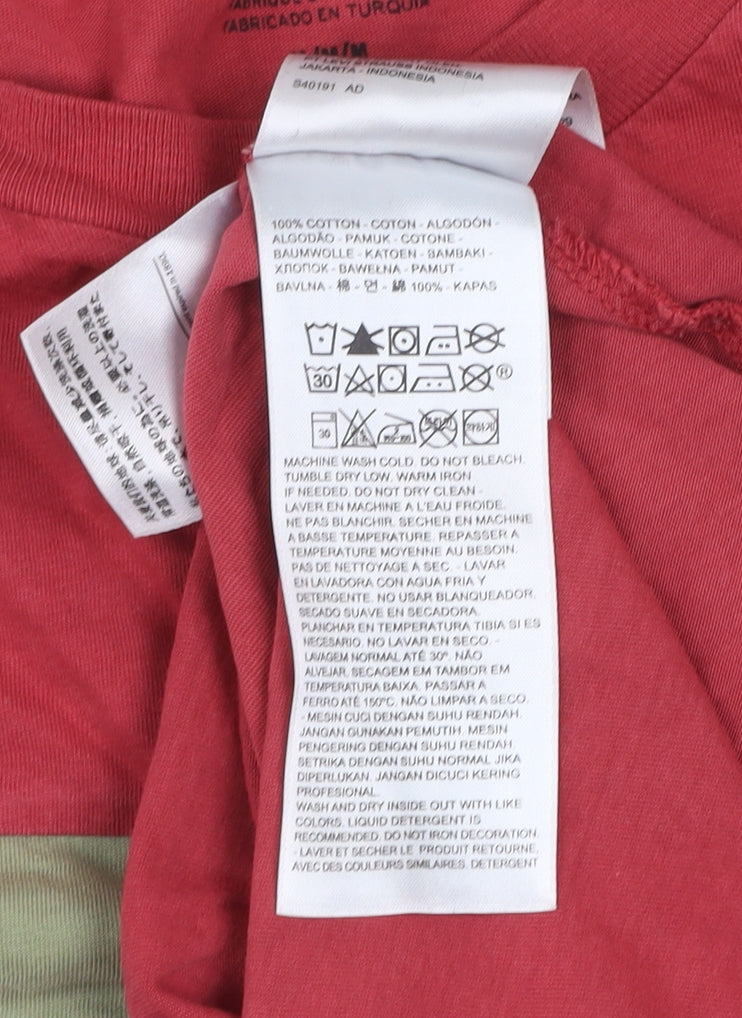 FABRICADO EN TURQUÍA
/M/M
PT LEVI STRAUSS INDONESIA
JAKARTA - INDONESIA
S40191 AD
100% COTTON - COTON - ALGODÓN -
ALGODÃO - PAMUK - COTONE -
BAUMWOLLE - KATOEN - BAMBAKI -
ХЛОПОК - BAWEŁNA - PAMUT -
BAVLNA - 棉 - 면 - 綿 100% - KAPAS
30
®
30
MACHINE WASH COLD. DO NOT BLEACH.
TUMBLE DRY LOW. WARM IRON
IF NEEDED. DO NOT DRY CLEAN -
LAVER EN MACHINE A L'EAU FROIDE.
NE PAS BLANCHIR. SECHER EN MACHINE
A BASSE TEMPERATURE. REPASSER A
TEMPERATURE MOYENNE AU BESOIN.
PAS DE NETTOYAGE A SEC. - LAVAR
EN LAVADORA CON AGUA FRIA Y
DETERGENTE. NO USAR BLANQUEADOR.
SECADO SUAVE EN SECADORA.
PLANCHAR EN TEMPERATURA TIBIA SI ES
NECESARIO. NO LAVAR EN SECO. -
LAVAGEM NORMAL ATÉ 30°. NÃO
ALVEJAR. SECAGEM EM TAMBOR EM
TEMPERATURA BAIXA. PASSAR A
FERRO ATÉ 150°C. NÃO LIMPAR A SECO.
- MESIN CUCI DENGAN SUHU RENDAH.
JANGAN GUNAKAN PEMUTIH. MESIN
PENGERING DENGAN SUHU RENDAH.
SETRIKA DENGAN SUHU NORMAL JIKA
DIPERLUKAN. JANGAN DICUCI KERING
PROFESIONAL.
WASH AND DRY INSIDE OUT WITH LIKE
COLORS. LIQUID DETERGENT IS
RECOMMENDED. DO NOT IRON DECORATION.
- LAVER ET SECHER LE PRODUIT RETOURNE,
AVEC DES COULEURS SIMILAIRES. DETERGENT